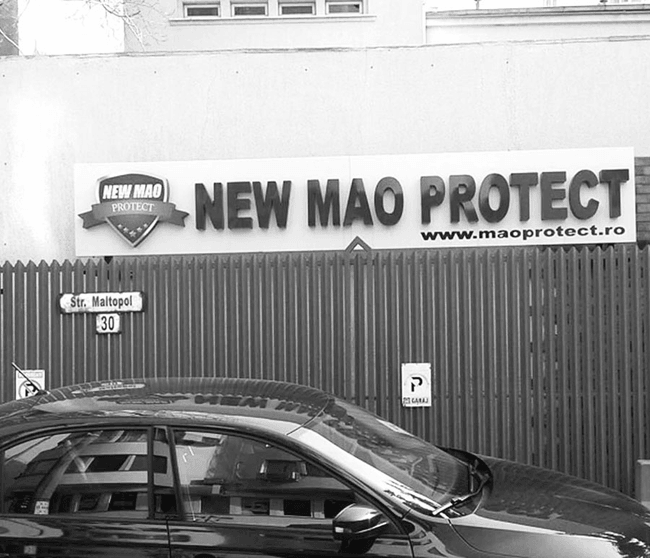 NEW MAO
PROTECT
NEW MAO PROTECT
www.maoprotect.ro
Str. Maltopol
30
P
GARAJ